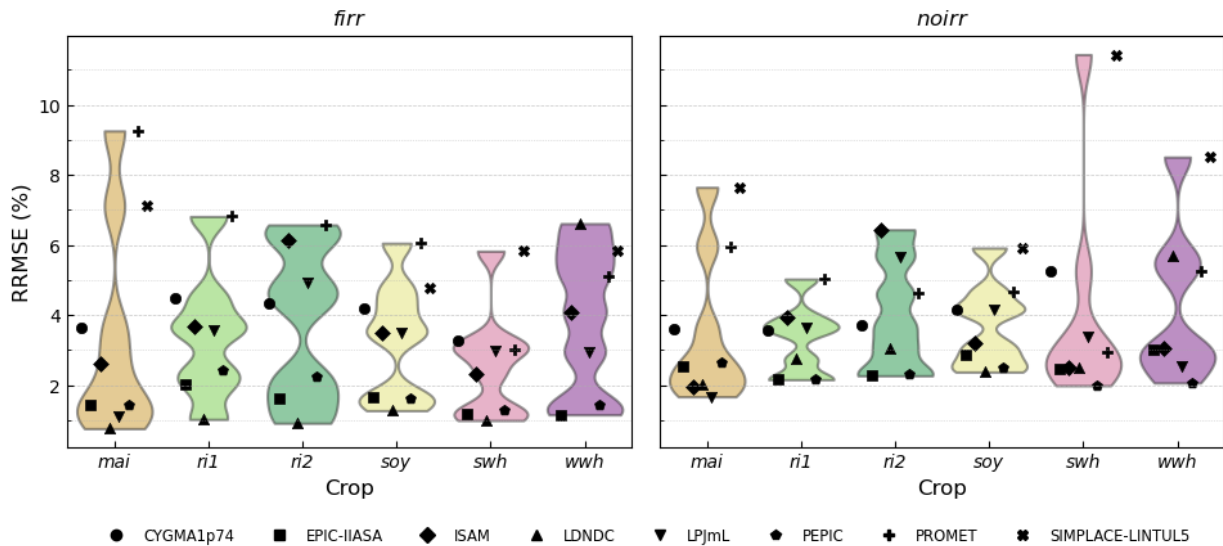 firr
noirr
RRMSE (%)
10
8
6
4
2
mai ri1 ri2 soy swh wwh
mai ri1 ri2 soy swh wwh
Crop
Crop
CYGMA1p74 EPIC-IIASA ISAM LDNDC LPJmL PEPIC PROMET SIMPLACE-LINTUL5